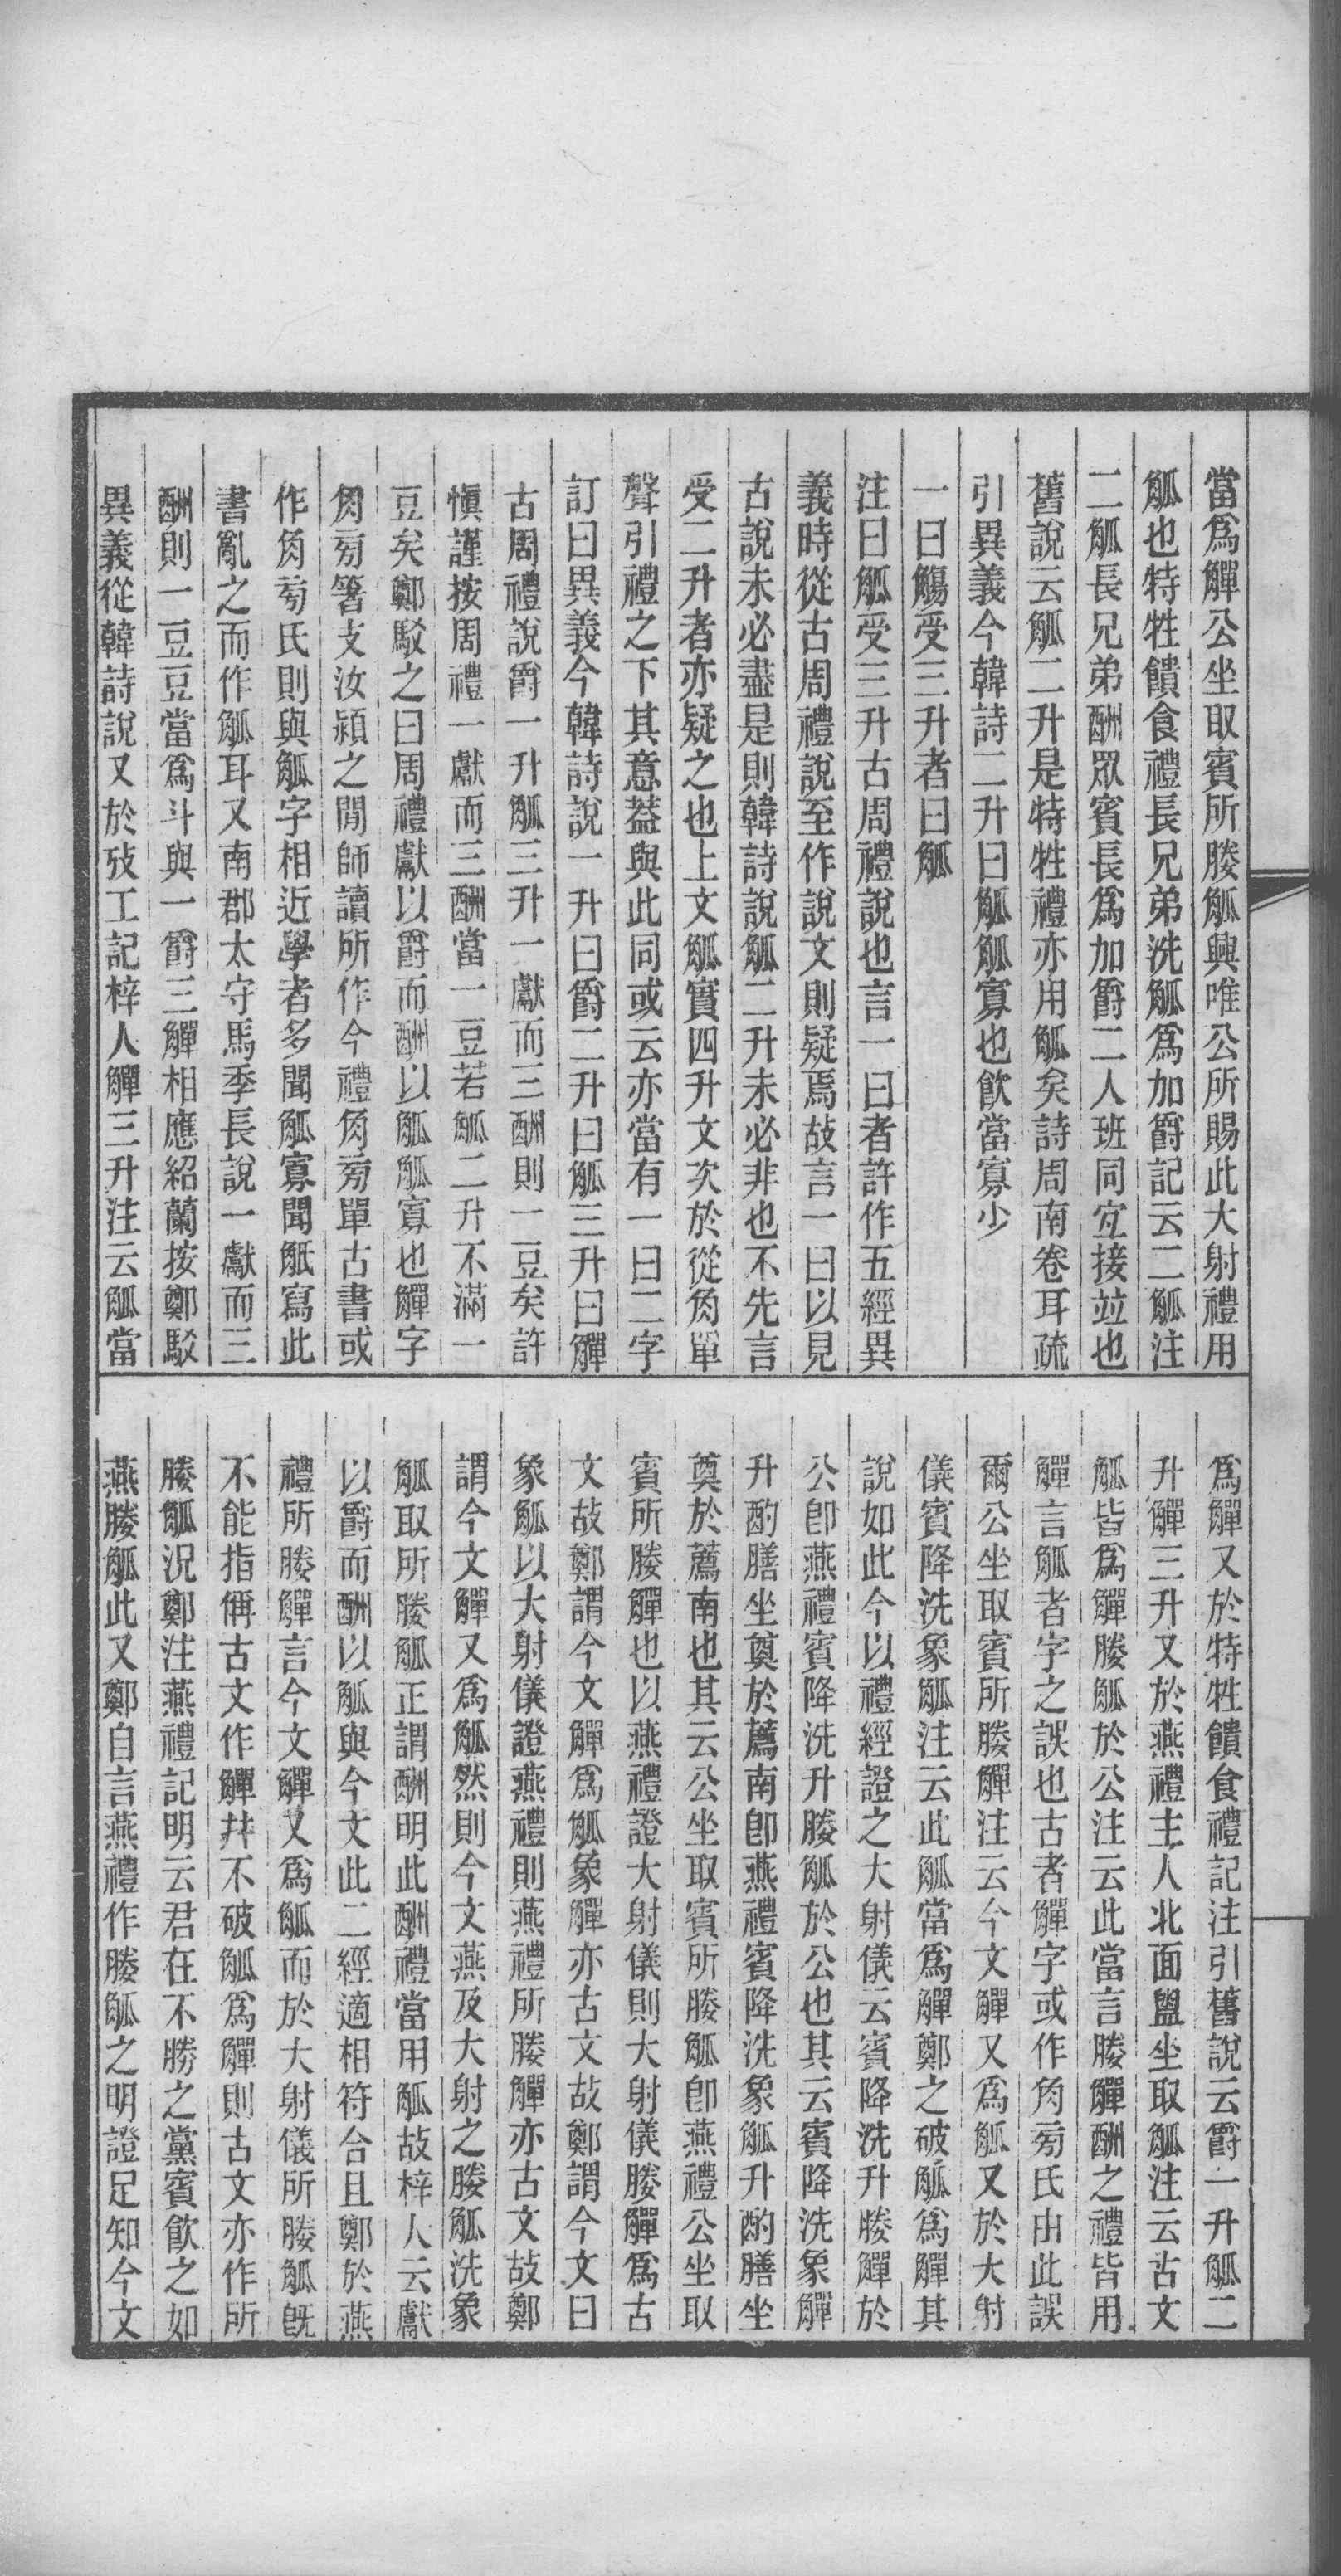 當爲觶公坐取賓所媵觚興唯公所賜此大射禮用
觚也特牲饋食禮長兄弟洗觚爲加爵記云二觚注
二觚長兄弟酬眾賓長爲加爵二人班同宐接竝也
舊說云觚二升是特牲禮亦用觚矣詩周南卷耳疏
引異義今韓詩二升曰觚觚寡也飮當寡少
一曰觴受三升者曰觚
注曰觚受三升古周禮說也言一曰者許作五經異
義時從古周禮說至作說文則疑焉故言一曰以見
古說未必盡是則韓詩說觚二升未必非也不先言
受二升者亦疑之也上文觚實四升文次於從角單
聲引禮之下其意葢與此同或云亦當有一曰二字
訂曰異義今韓詩說一升曰爵二升曰觚三升曰觶
古周禮說爵一升觚三升一獻而三酬則一豆矣許
愼謹按周禮一獻而三酬當一豆若觚二升不滿一
豆矣鄭駁之曰周禮獻以爵而酬以觚觚寡也觶字
角旁箸支汝潁之閒師讀所作今禮角旁單古書或
作角旁氏則與觚字相近學者多聞觚寡聞觗寫此
書亂之而作觚耳又南郡太守馬季長說一獻而三
酬則一豆豆當爲斗與一爵三觶相應紹蘭按鄭駁
異義從韓詩說又於攷工記梓人觶三升注云觚當
爲觶又於特牲饋食禮記注引舊說云爵一升觚二
升觶三升又於燕禮主人北面盥坐取觚注云古文
觚皆爲觶媵觚於公注云此當言媵觶酬之禮皆用
觶言觚者字之誤也古者觶字或作角旁氏由此誤
爾公坐取賓所媵觶注云今文觶又爲觚又於大射
儀賓降洗象觚注云此觚當爲觶鄭之破觚爲觶其
說如此今以禮經證之大射儀云賓降洗升媵觶於
公卽燕禮賓降洗升媵觚於公也其云賓降洗象觶
升酌膳坐奠於薦南卽燕禮賓降洗象觚升酌膳坐
奠於薦南也其云公坐取賓所媵觚卽燕禮公坐取
賓所媵觶也以燕禮證大射儀則大射儀媵觶爲古
文故鄭謂今文觶爲觚象觶亦古文故鄭謂今文曰
象觚以大射儀證燕禮則燕禮所媵觶亦古文故鄭
謂今文觶又爲觚然則今文燕及大射之媵觚洗象
觚取所媵觚正謂酬明此酬禮當用觚故梓人云獻
以爵而酬以觚與今文此二經適相符合且鄭於燕
禮所媵觶言今文觶又爲觚而於大射儀所媵觚旣
不能指偁古文作觶幷不破觚爲觶則古文亦作所
媵觚況鄭注燕禮記明云君在不勝之黨賓飮之如
燕媵觚此又鄭自言燕禮作媵觚之明證足知今文